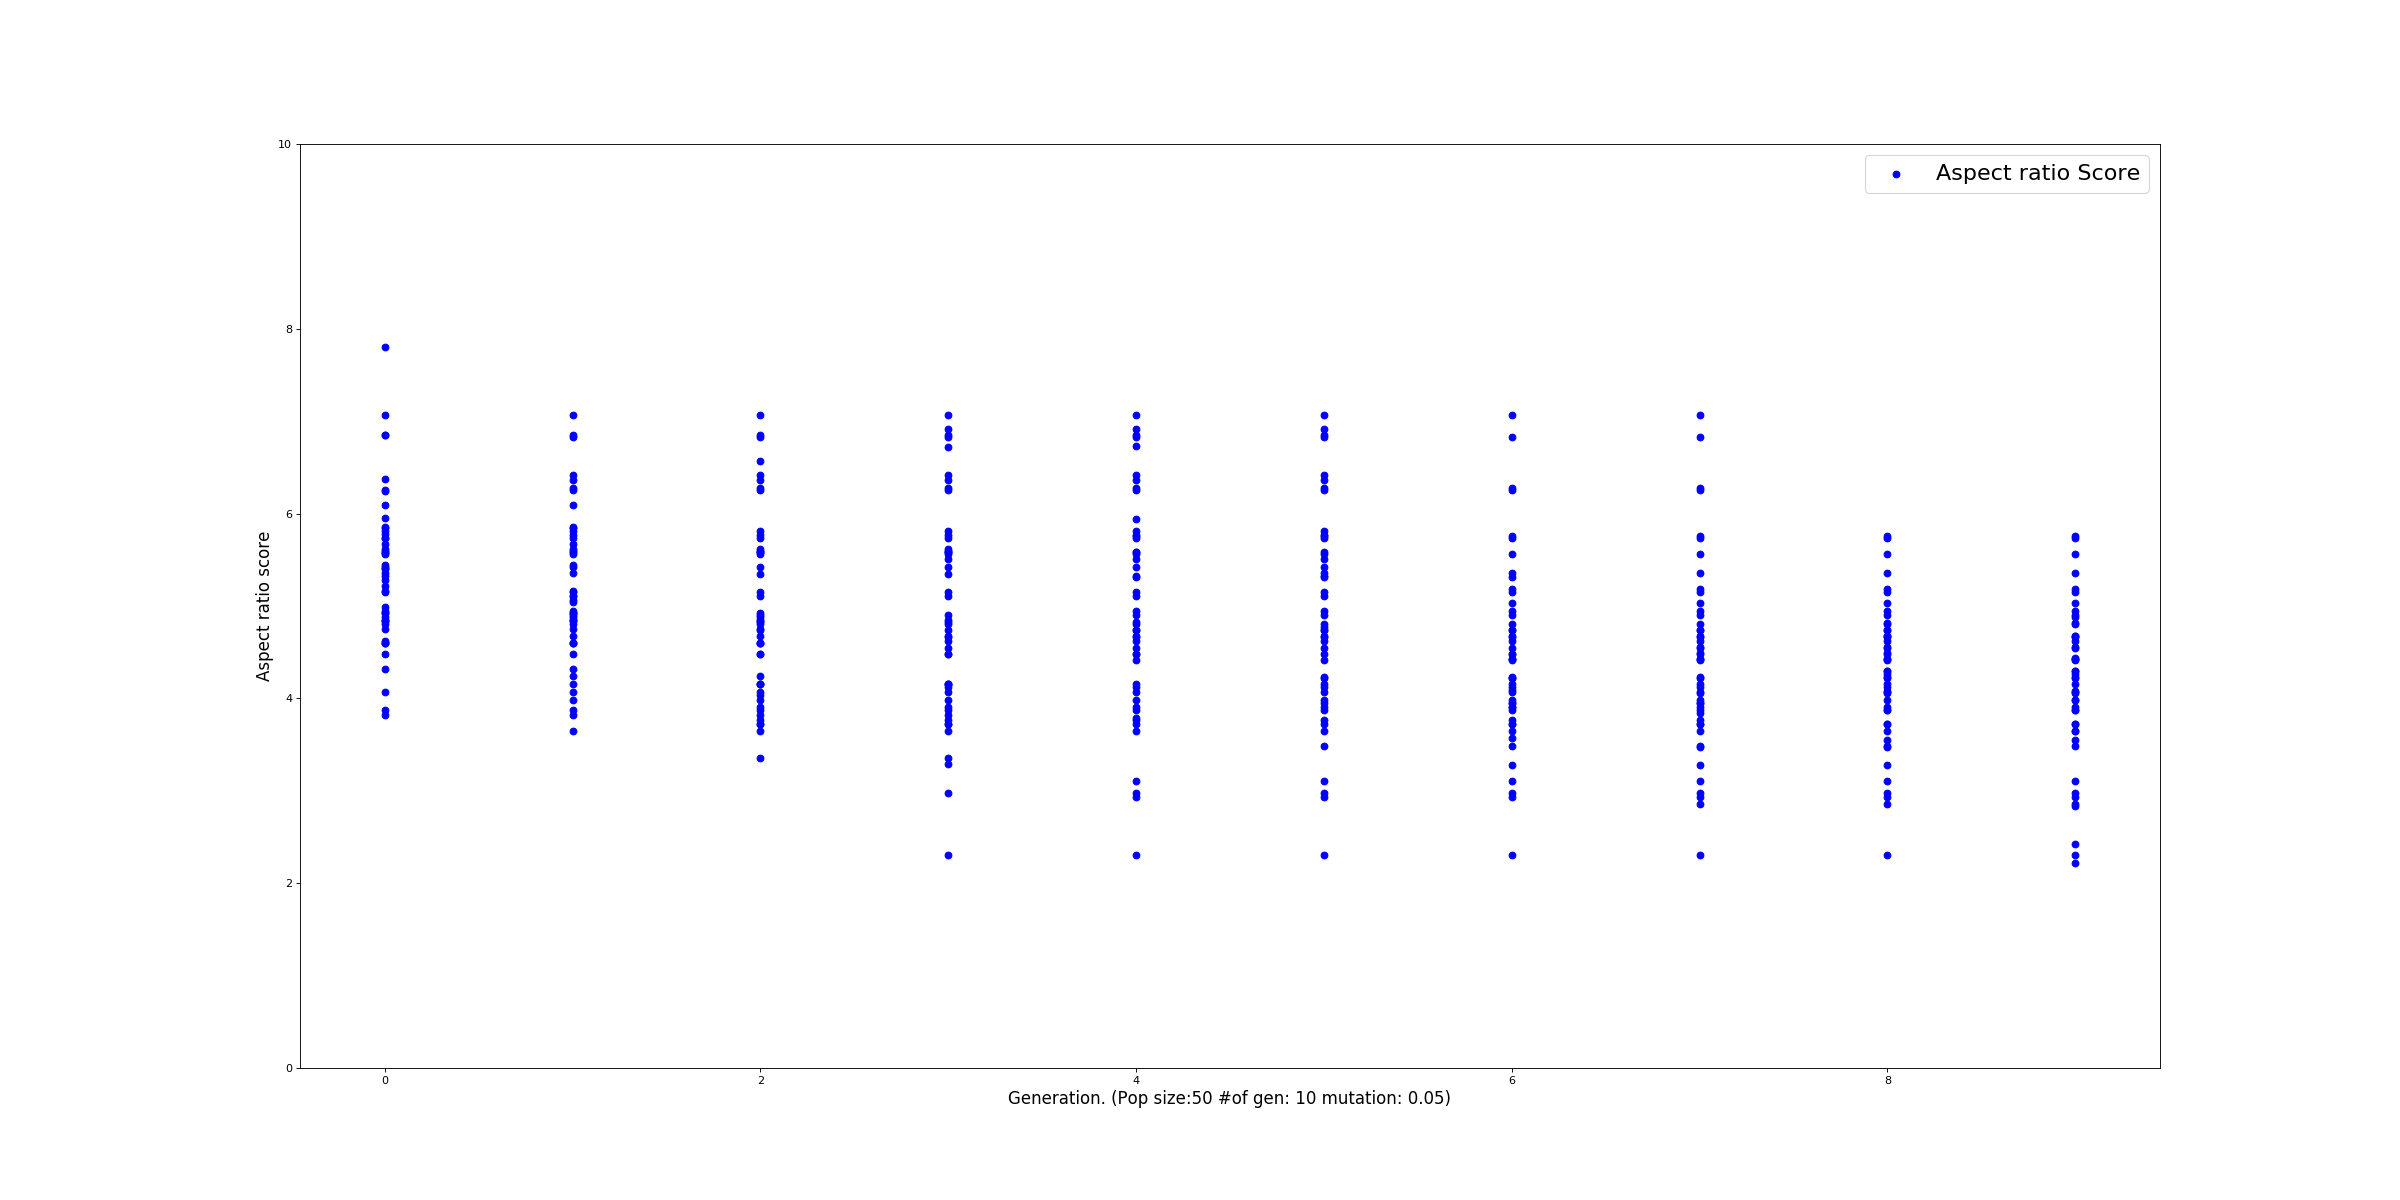 10
Aspect ratio Score
8
6
4
2
0
Aspect ratio score
0 2 4 6 8
Generation. (Pop size:50 #of gen: 10 mutation: 0.05)